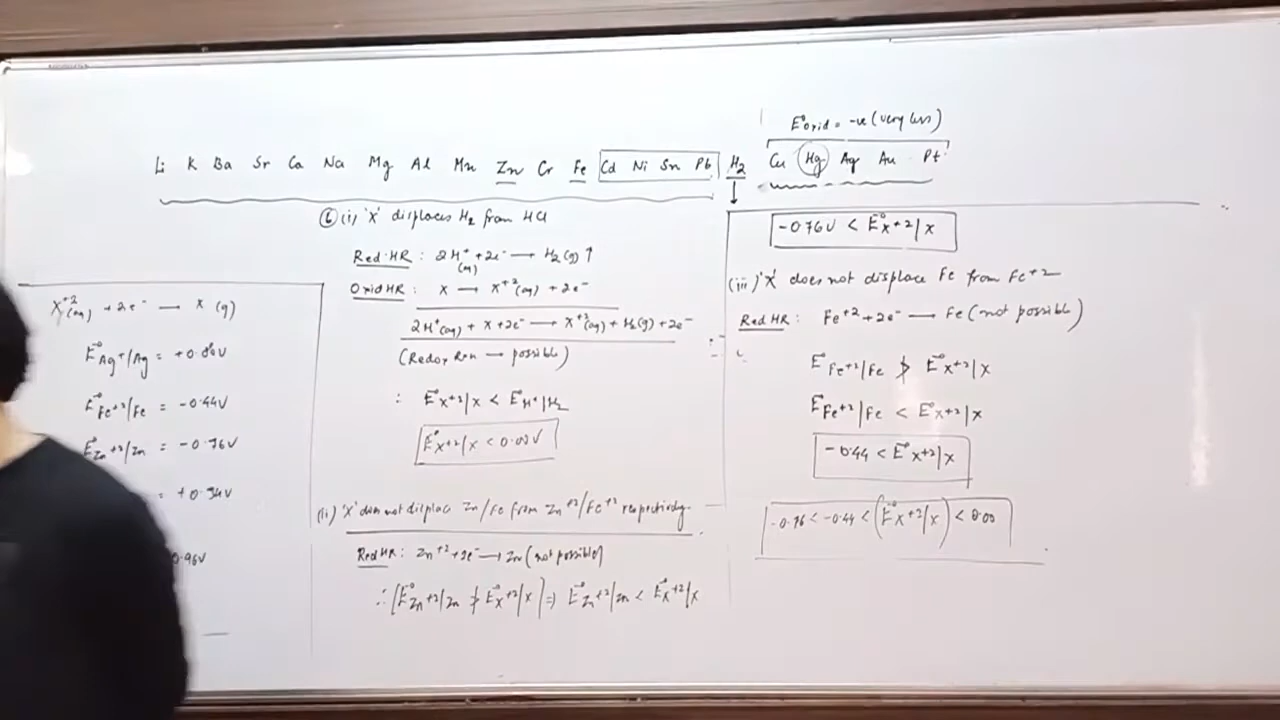 E°oxid = -ve (very less)
Li K Ba Sr Ca Na Mg Al Mn Zn Cr Fe Cd Ni Sn Pb H₂ Cu Hg Ag Au Pt
X⁺²(aq) + 2e⁻ → X (g)
E°Ag⁺/Ag = +0.80V
E°Fe⁺²/Fe = -0.44V
E°Zn⁺²/Zn = -0.76V
= +0.34V
0.96V
⑥ (i) 'X' displaces H₂ from HCl
Red·HR : 2H⁺(aq) + 2e⁻ → H₂(g)↑
Oxid HR : X → X⁺²(aq) + 2e⁻
2H⁺(aq) + X + 2e⁻ → X⁺²(aq) + H₂(g) + 2e⁻
(Redox Rxn → possible)
∴ E°X⁺²/X < E°H⁺/H₂
E°X⁺²/X < 0.00V
(ii) 'X' does not displace Zn/Fe from Zn⁺²/Fe⁺² respectively.
Red HR : Zn⁺² + 2e⁻ → Zn (not possible)
∴ [E°Zn⁺²/Zn ≯ E°X⁺²/X] ⇒ E°Zn⁺²/Zn < E°X⁺²/X
-0.76V < E°X⁺²/X
(iii) 'X' does not displace Fe from Fe⁺²
Red HR : Fe⁺² + 2e⁻ → Fe (not possible)
E°Fe⁺²/Fe ≯ E°X⁺²/X
E°Fe⁺²/Fe < E°X⁺²/X
-0.44 < E°X⁺²/X
-0.76 < -0.44 < (E°X⁺²/X) < 0.00